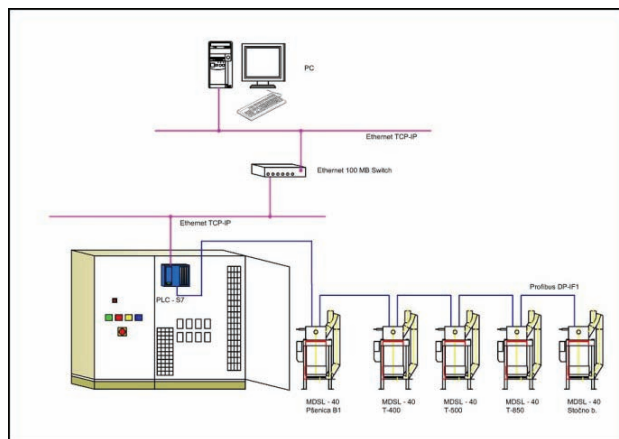 PC
Ethernet TCP-IP
Ethernet 100 MB Switch
Ethernet TCP-IP
PLC - S7
Profibus DP-IF1
MDSL - 40
Pšenica B1
MDSL - 40
T-400
MDSL - 40
T-500
MDSL - 40
T-850
MDSL - 40
Stočno b.